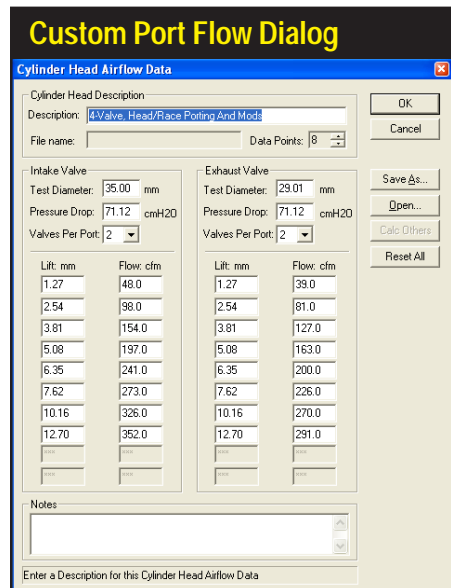 Custom Port Flow Dialog
Cylinder Head Airflow Data
Cylinder Head Description
Description: 4-Valve, Head/Race Porting And Mods
File name: Data Points: 8
OK
Cancel
Save As...
Open...
Calc Others
Reset All
Intake Valve
Test Diameter: 35.00 mm
Pressure Drop: 71.12 cmH2O
Valves Per Port: 2
Lift: mm Flow: cfm
1.27 48.0
2.54 98.0
3.81 154.0
5.08 197.0
6.35 241.0
7.62 273.0
10.16 326.0
12.70 352.0
Exhaust Valve
Test Diameter: 29.01 mm
Pressure Drop: 71.12 cmH2O
Valves Per Port: 2
Lift: mm Flow: cfm
1.27 39.0
2.54 81.0
3.81 127.0
5.08 163.0
6.35 200.0
7.62 226.0
10.16 270.0
12.70 291.0
Notes
Enter a Description for this Cylinder Head Airflow Data